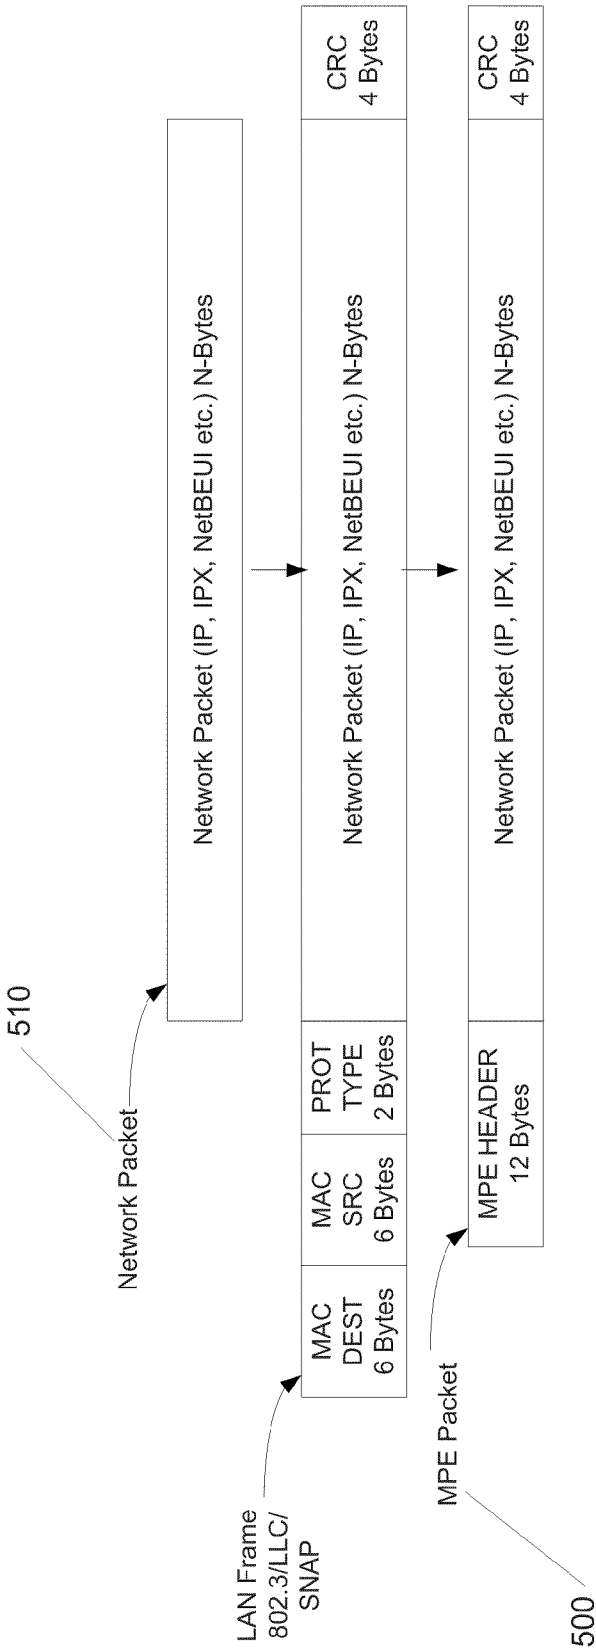 510
Network Packet
Network Packet (IP, IPX, NetBEUI etc.) N-Bytes
LAN Frame
802.3/LLC/
SNAP
MAC
DEST
6 Bytes
MAC
SRC
6 Bytes
PROT
TYPE
2 Bytes
Network Packet (IP, IPX, NetBEUI etc.) N-Bytes
CRC
4 Bytes
MPE Packet
500
MPE HEADER
12 Bytes
Network Packet (IP, IPX, NetBEUI etc.) N-Bytes
CRC
4 Bytes